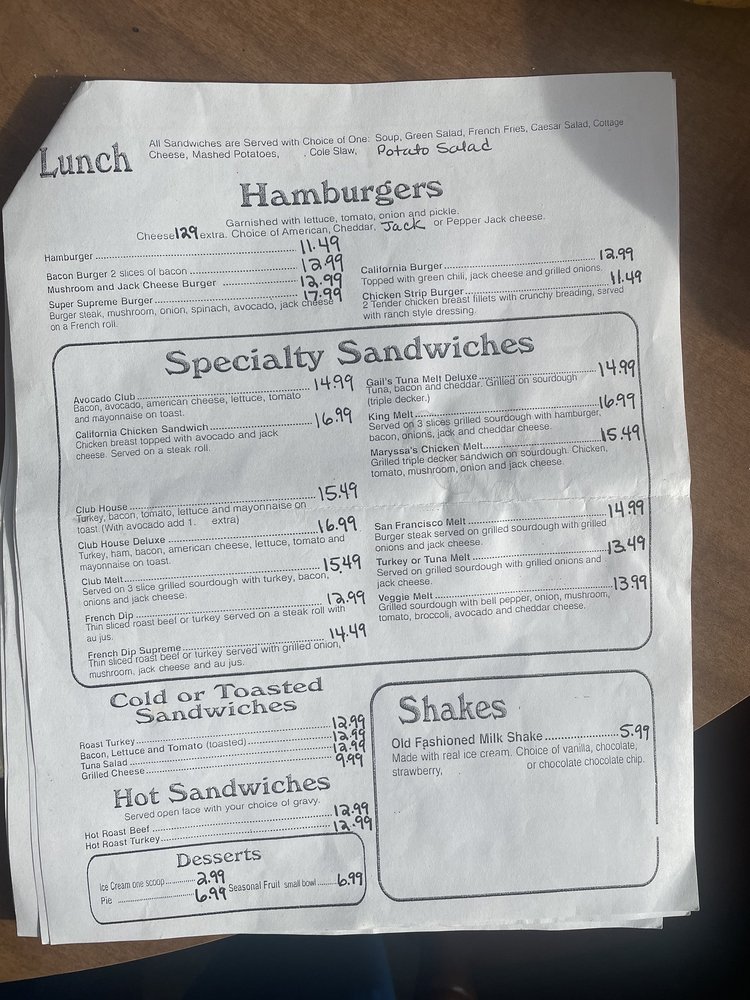 Lunch
All Sandwiches are Served with Choice of One: Soup, Green Salad, French Fries, Caesar Salad, Cottage
Cheese, Mashed Potatoes, . Cole Slaw, Potato Salad
Hamburgers
Garnished with lettuce, tomato, onion and pickle.
Cheese 129 extra. Choice of American, Cheddar, Jack or Pepper Jack cheese.
Hamburger 11.49
Bacon Burger 2 slices of bacon 12.99
Mushroom and Jack Cheese Burger 12.99
Super Supreme Burger 17.99
Burger steak, mushroom, onion, spinach, avocado, jack cheese
on a French roll.
California Burger 12.99
Topped with green chili, jack cheese and grilled onions.
Chicken Strip Burger 11.49
2 Tender chicken breast fillets with crunchy breading, sarved
with ranch style dressing.
Specialty Sandwiches
Avocado Club 14.99
Bacon, avocado, american cheese, lettuce, tomato
and mayonnaise on toast.
California Chicken Sandwich 16.99
Chicken breast topped with avocado and jack
cheese. Served on a steak roll.
Club House 15.49
Turkey, bacon, tomato, lettuce and mayonnaise on
toast (With avocado add 1. extra)
Club House Deluxe 16.99
Turkey, ham, bacon, american cheese, lettuce, tomato and
mayonnaise on toast.
Club Melt 15.49
Served on 3 slice grilled sourdough with turkey, bacon,
onions and jack cheese.
French Dip 12.99
Thin sliced roast beef or turkey served on a steak roll with
au jus.
French Dip Supreme 14.49
Thin sliced roast beef or turkey served with grilled onion,
mushroom, jack cheese and au jus.
Gail's Tuna Melt Deluxe 14.99
Tuna, bacon and cheddar. Grilled on sourdough
(triple decker.)
King Melt 16.99
Served on 3 slices grilled sourdough with hamburger,
bacon, onions, jack and cheddar cheese.
Maryssa's Chicken Melt 15.49
Grilled triple decker sandwich on sourdough. Chicken,
tomato, mushroom, onion and jack cheese.
San Francisco Melt 14.99
Burger steak served on grilled sourdough with grilled
onions and jack cheese.
Turkey or Tuna Melt 13.49
Served on grilled sourdough with grilled onions and
jack cheese.
Veggie Melt 13.99
Grilled sourdough with bell pepper, onion, mushroom,
tomato, broccoli, avocado and cheddar cheese.
Cold or Toasted
Sandwiches
Roast Turkey 12.99
Bacon, Lettuce and Tomato (toasted) 12.99
Tuna Salad 12.99
Grilled Cheese 9.99
Hot Sandwiches
Served open face with your choice of gravy.
Hot Roast Beef 12.99
Hot Roast Turkey 12.99
Desserts
Ice Cream one scoop 2.99
Pie 6.99
Seasonal Fruit small bowl 6.99
Shakes
Old Fashioned Milk Shake 5.99
Made with real ice cream. Choice of vanilla, chocolate,
strawberry, or chocolate chocolate chip.